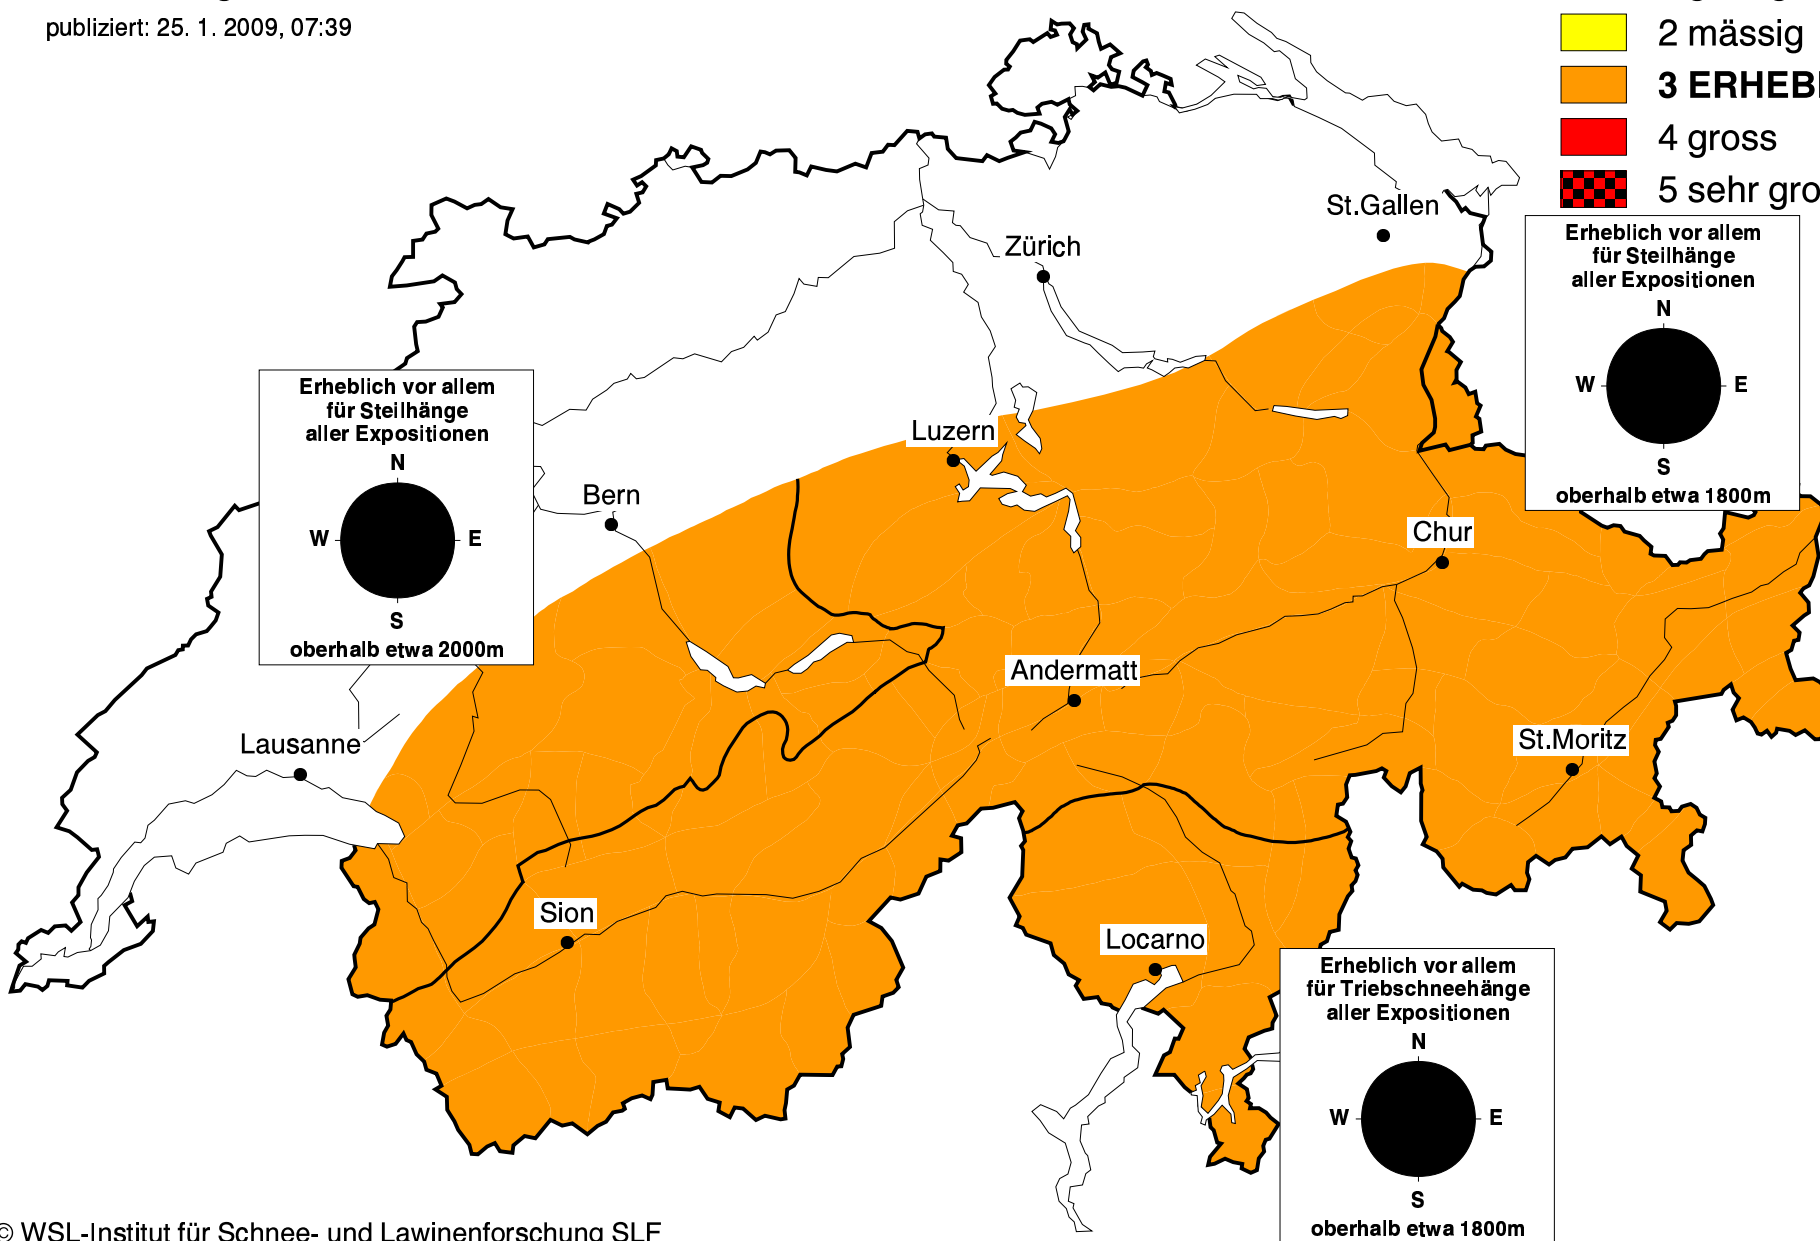 publiziert: 25. 1. 2009, 07:39
2 mässig
3
4 gross
5 sehr
St.Gallen
Zürich
Erheblich vor allem
für Steilhänge
aller Expositionen
N
W E
S
oberhalb etwa 1800m
Erheblich vor allem
für Steilhänge
aller Expositionen
N
W E
S
oberhalb etwa 2000m
Luzern
Bern
Chur
Andermatt
Lausanne
St.Moritz
Sion
Locarno
Erheblich vor allem
für Triebschneehänge
aller Expositionen
N
W E
S
oberhalb etwa 1800m
© WSL-Institut für Schnee- und Lawinenforschung SLF